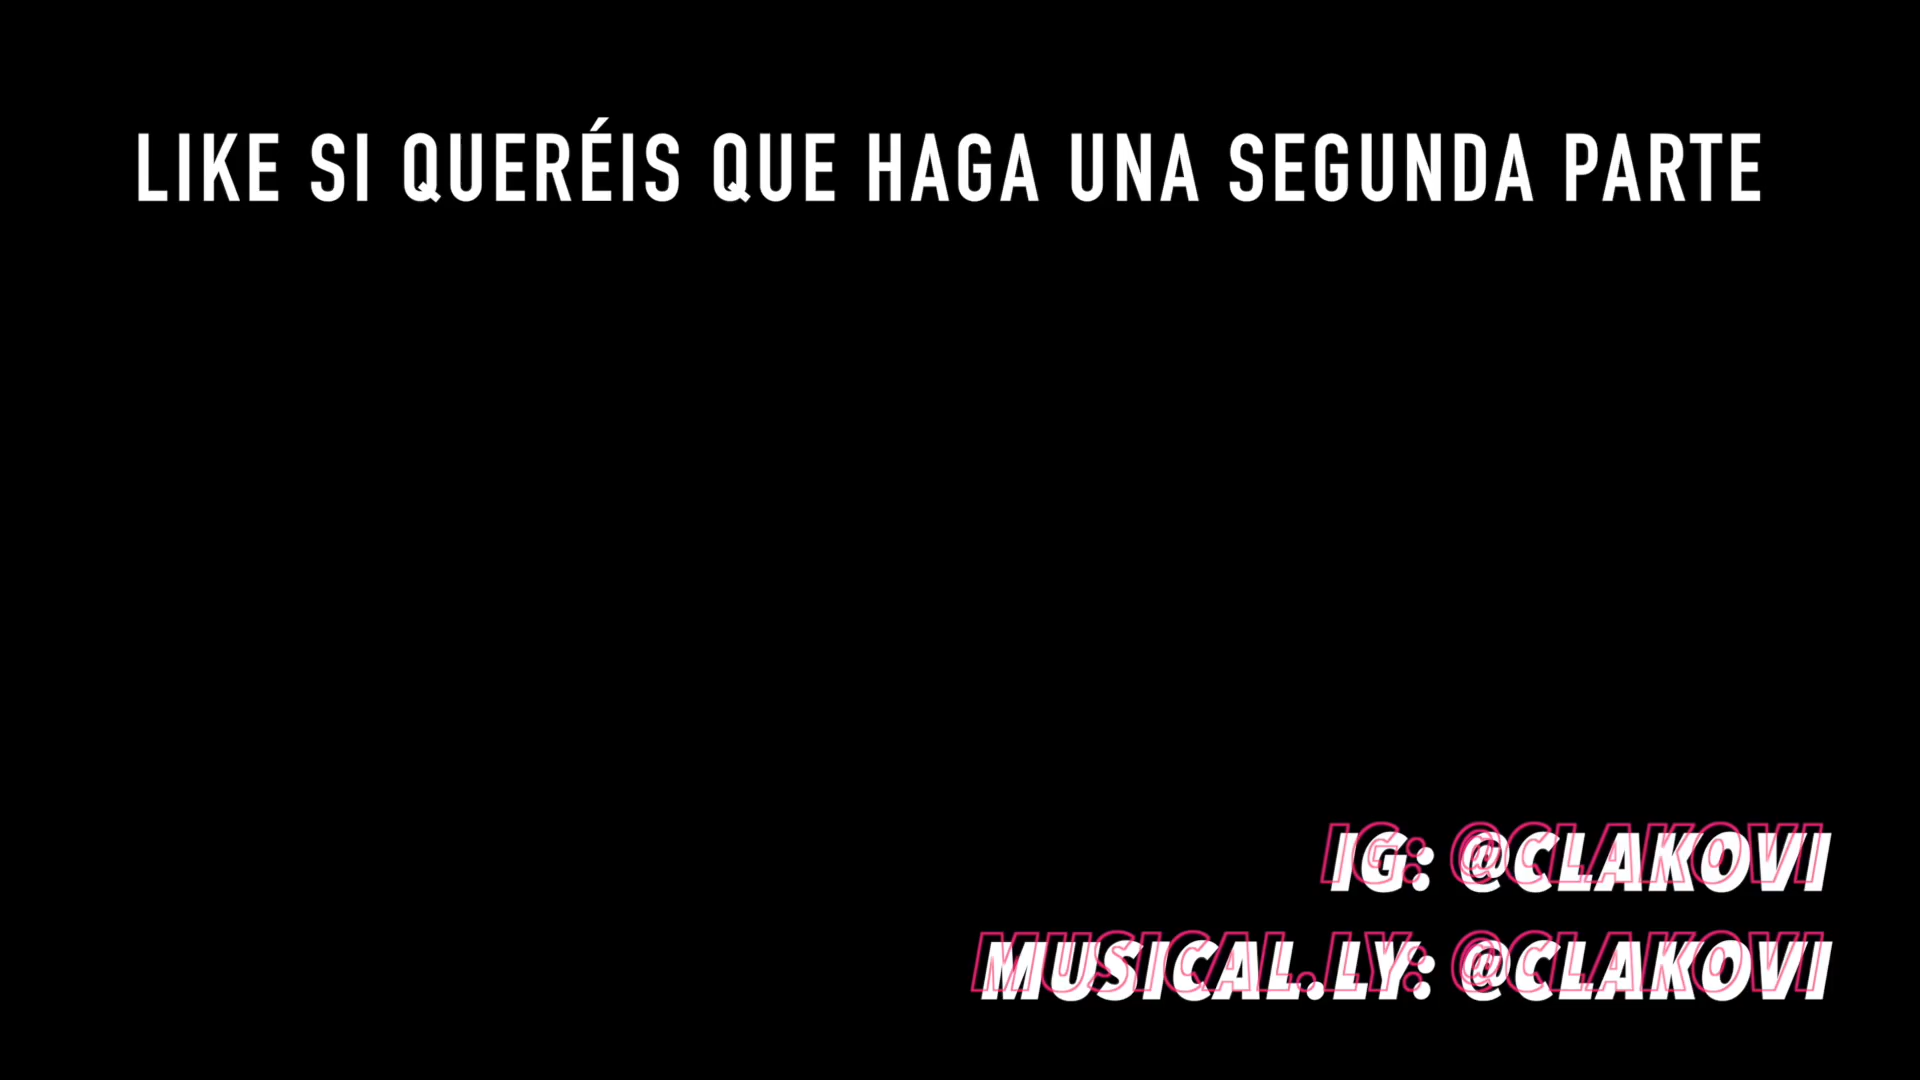 LIKE SI QUERÉIS QUE HAGA UNA SEGUNDA PARTE
IG: @CLAKOVI
MUSICAL.LY: @CLAKOVI